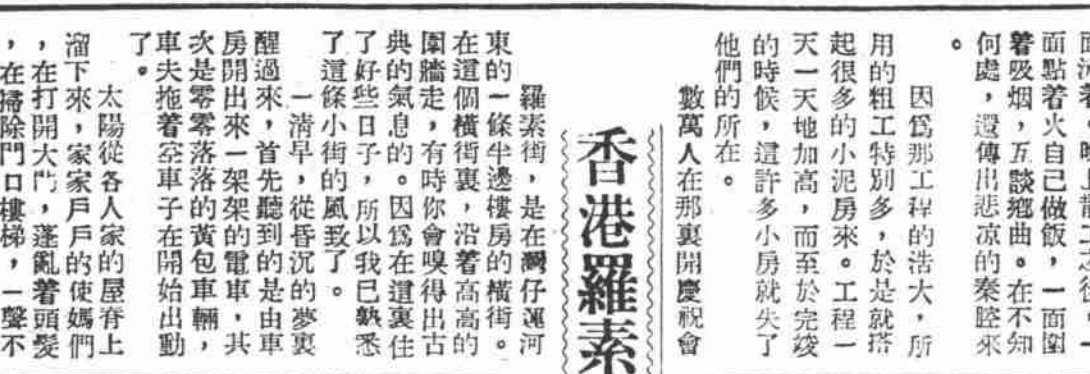 面點着火自己做飯，一面圍
着吸烟，五談鄉曲。在不知
何處，還傳出悲凉的秦腔來
。
因爲那工程的浩大，所
用的粗工特別多，於是就搭
起很多的小泥房來。工程一
天一天地加高，而至於完竣
的時候，這許多小房就失了
他們的所在。
數萬人在那裏開慶祝會
香港羅素
羅素街，是在灣仔運河
東的一條半邊樓房的橫街。
在這個橫街裏，沿着高高的
圍牆走，有時你會嗅得出古
典的氣息的。因爲在這裏住
了好些日子，所以我已熟悉
了這條小街的風致了。
一清早，從昏沉的夢裏
醒過來，首先聽到的是由車
房開出來一架架的電車，其
次是零零落落的黃包車輛，
車夫拖着空車子在開始出動
了。
太陽從各人家的屋脊上
溜下來，家家戶戶的使媽們
，在打開大門，蓬亂着頭髮
，在掃除門口樓梯，一聲不